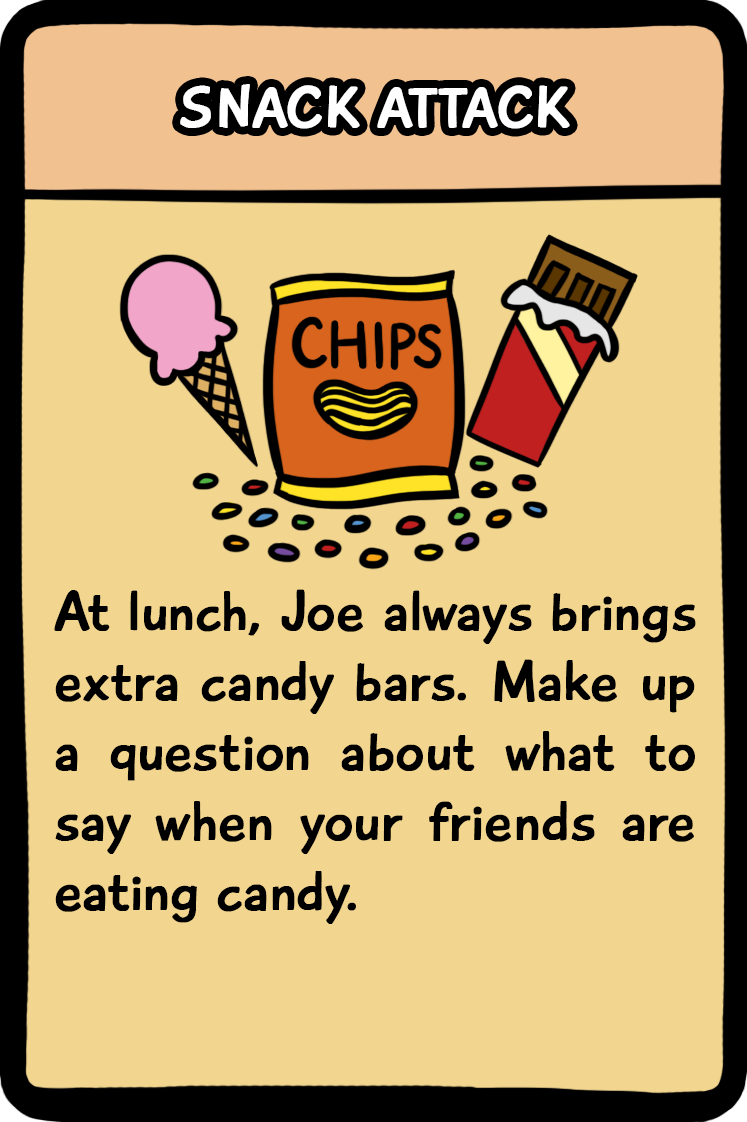 SNACK ATTACK
CHIPS
At lunch, Joe always brings
extra candy bars. Make up
a question about what to
say when your friends are
eating candy.